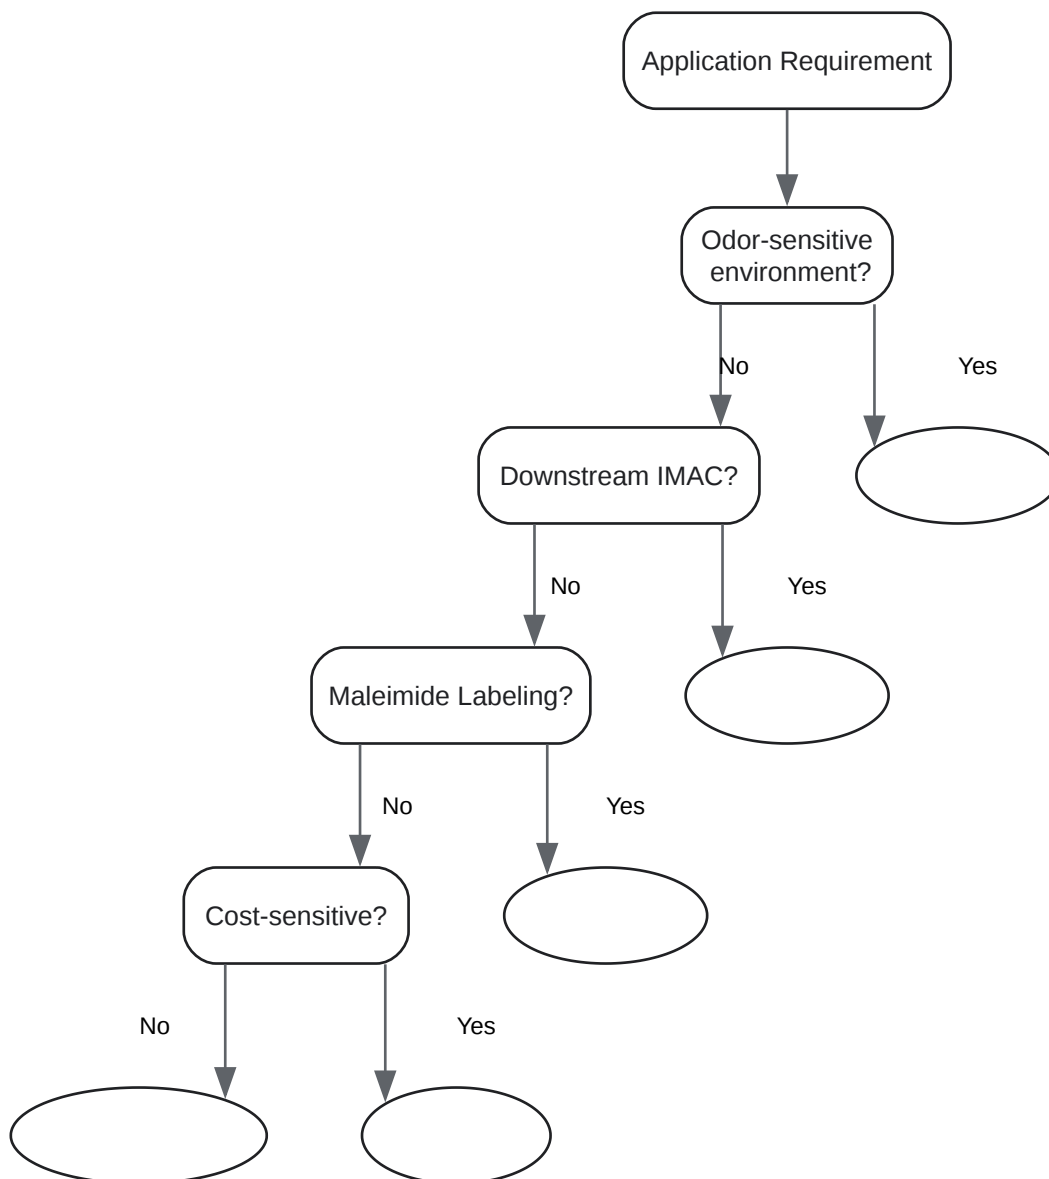 Application Requirement
Odor-sensitive
environment?
No
Yes
Downstream IMAC?
No
Yes
Maleimide Labeling?
No
Yes
Cost-sensitive?
No
Yes